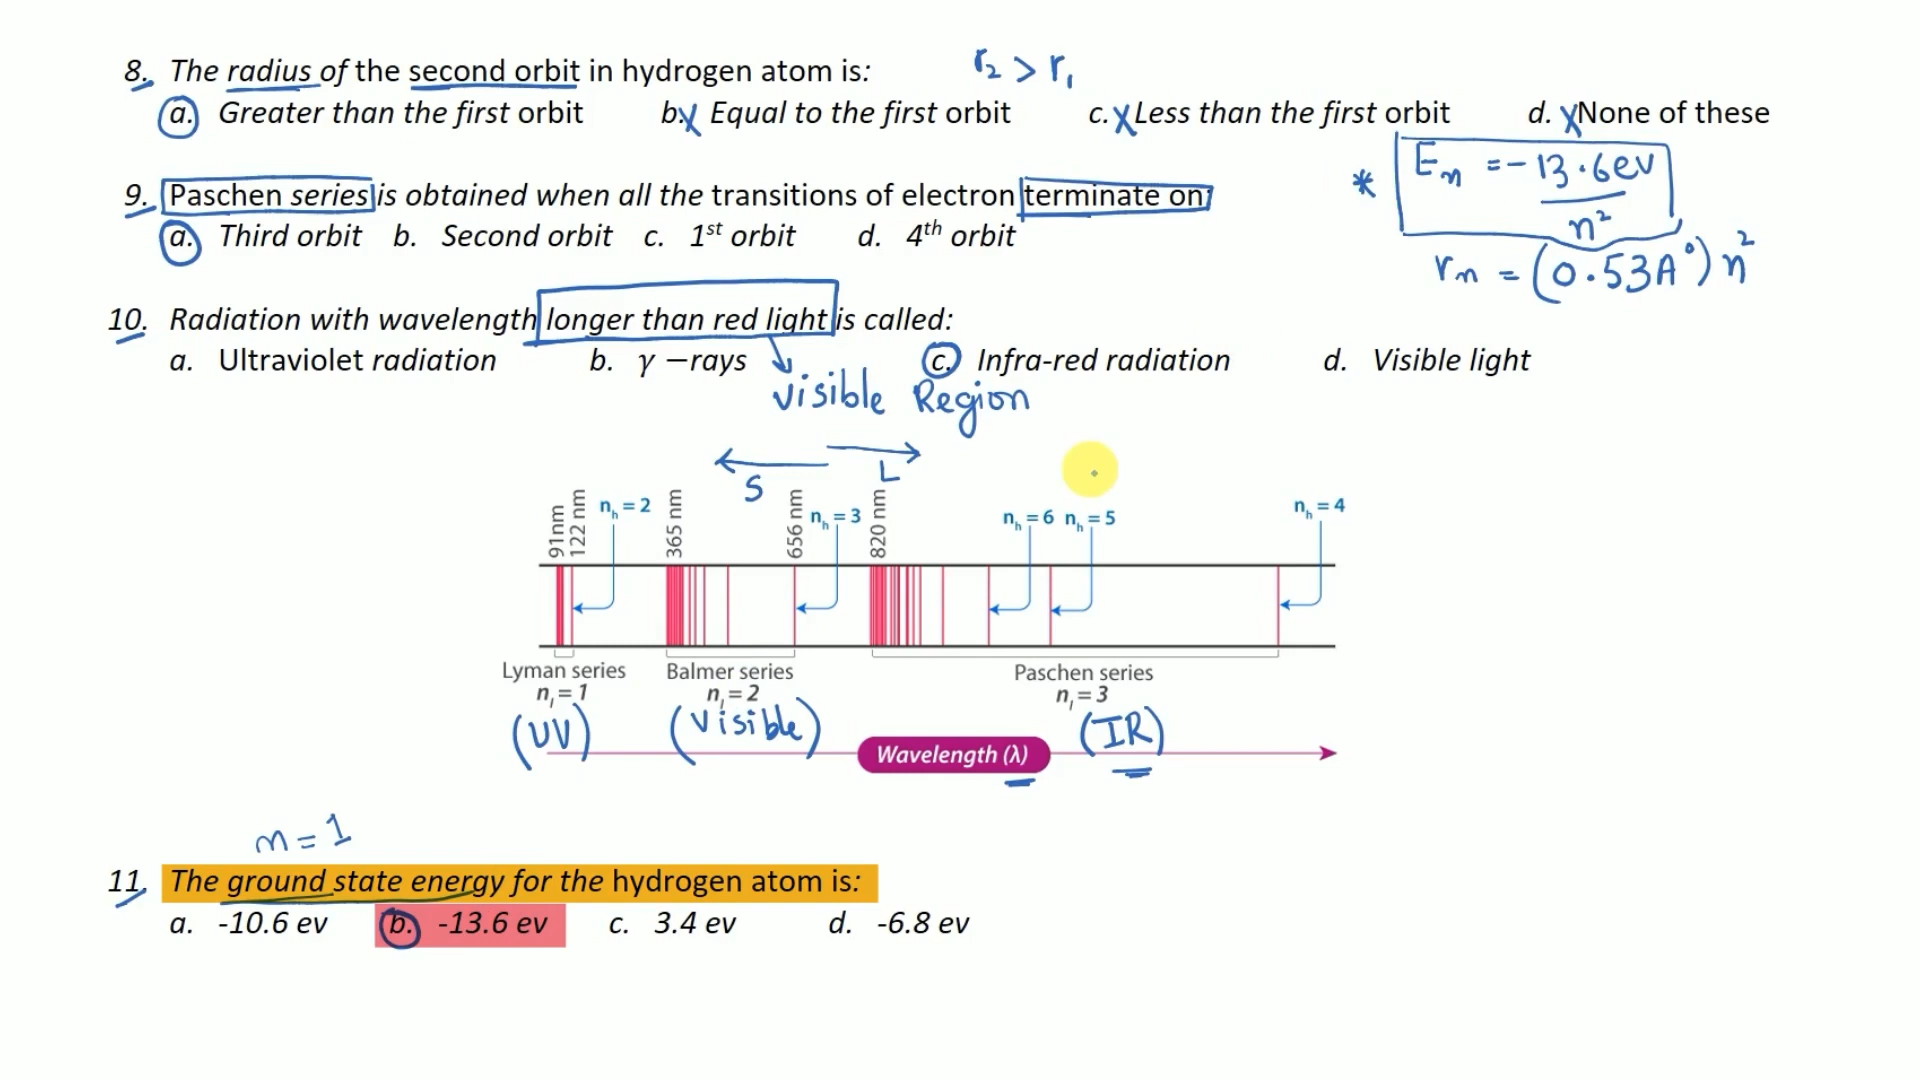 8. The radius of the second orbit in hydrogen atom is: r₂ > r₁
a. Greater than the first orbit b. X Equal to the first orbit c. X Less than the first orbit d. X None of these
* Eₙ = -13.6ev / n²
9. Paschen series is obtained when all the transitions of electron terminate on:
a. Third orbit b. Second orbit c. 1ˢᵗ orbit d. 4ᵗʰ orbit
rₙ = (0.53A°) n²
10. Radiation with wavelength longer than red light is called:
a. Ultraviolet radiation b. γ −rays c. Infra-red radiation d. Visible light
visible Region
S L
91nm 122 nm nₕ = 2 365 nm 656 nm nₕ = 3 820 nm nₕ = 6 nₕ = 5 nₕ = 4
Lyman series Balmer series Paschen series
nₗ = 1 nₗ = 2 nₗ = 3
(UV) (visible) (IR)
Wavelength (λ)
n = 1
11. The ground state energy for the hydrogen atom is:
a. -10.6 ev b. -13.6 ev c. 3.4 ev d. -6.8 ev